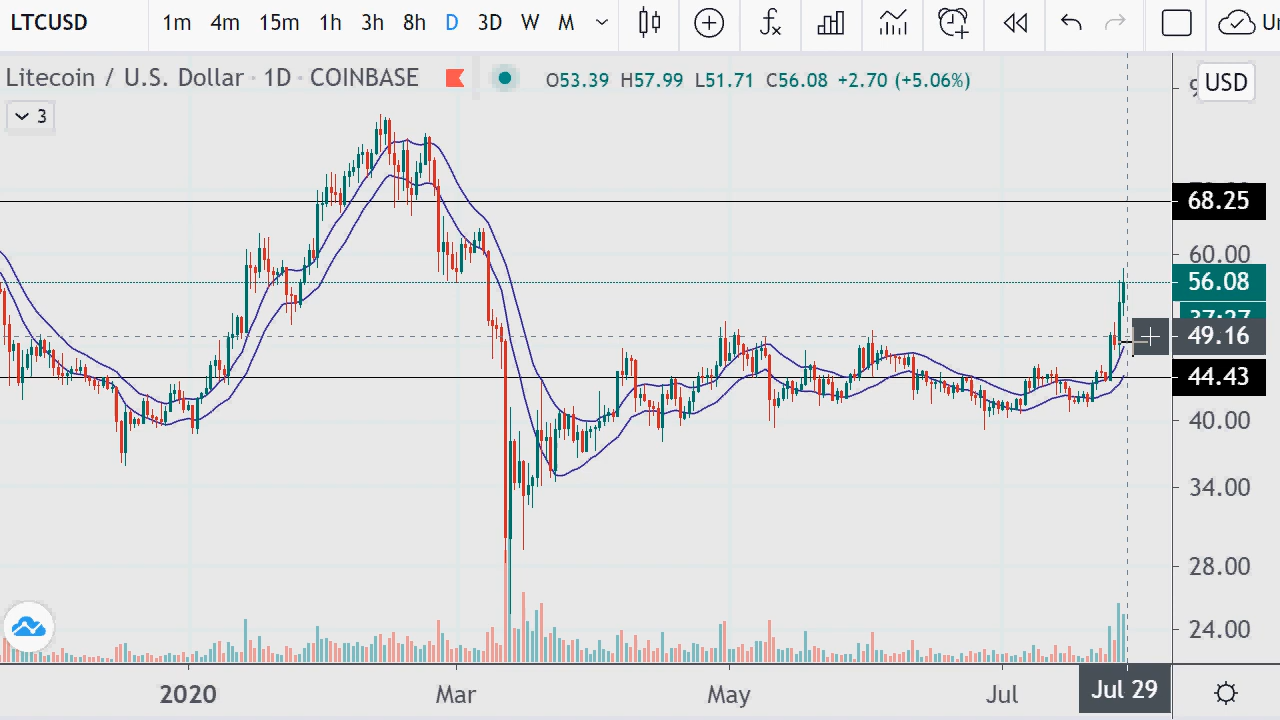 LTCUSD 1m 4m 15m 1h 3h 8h D 3D W M
Litecoin / U.S. Dollar · 1D · COINBASE O53.39 H57.99 L51.71 C56.08 +2.70 (+5.06%)
USD
3
68.25
60.00
56.08
49.16
44.43
40.00
34.00
28.00
24.00
2020 Mar May Jul Jul 29